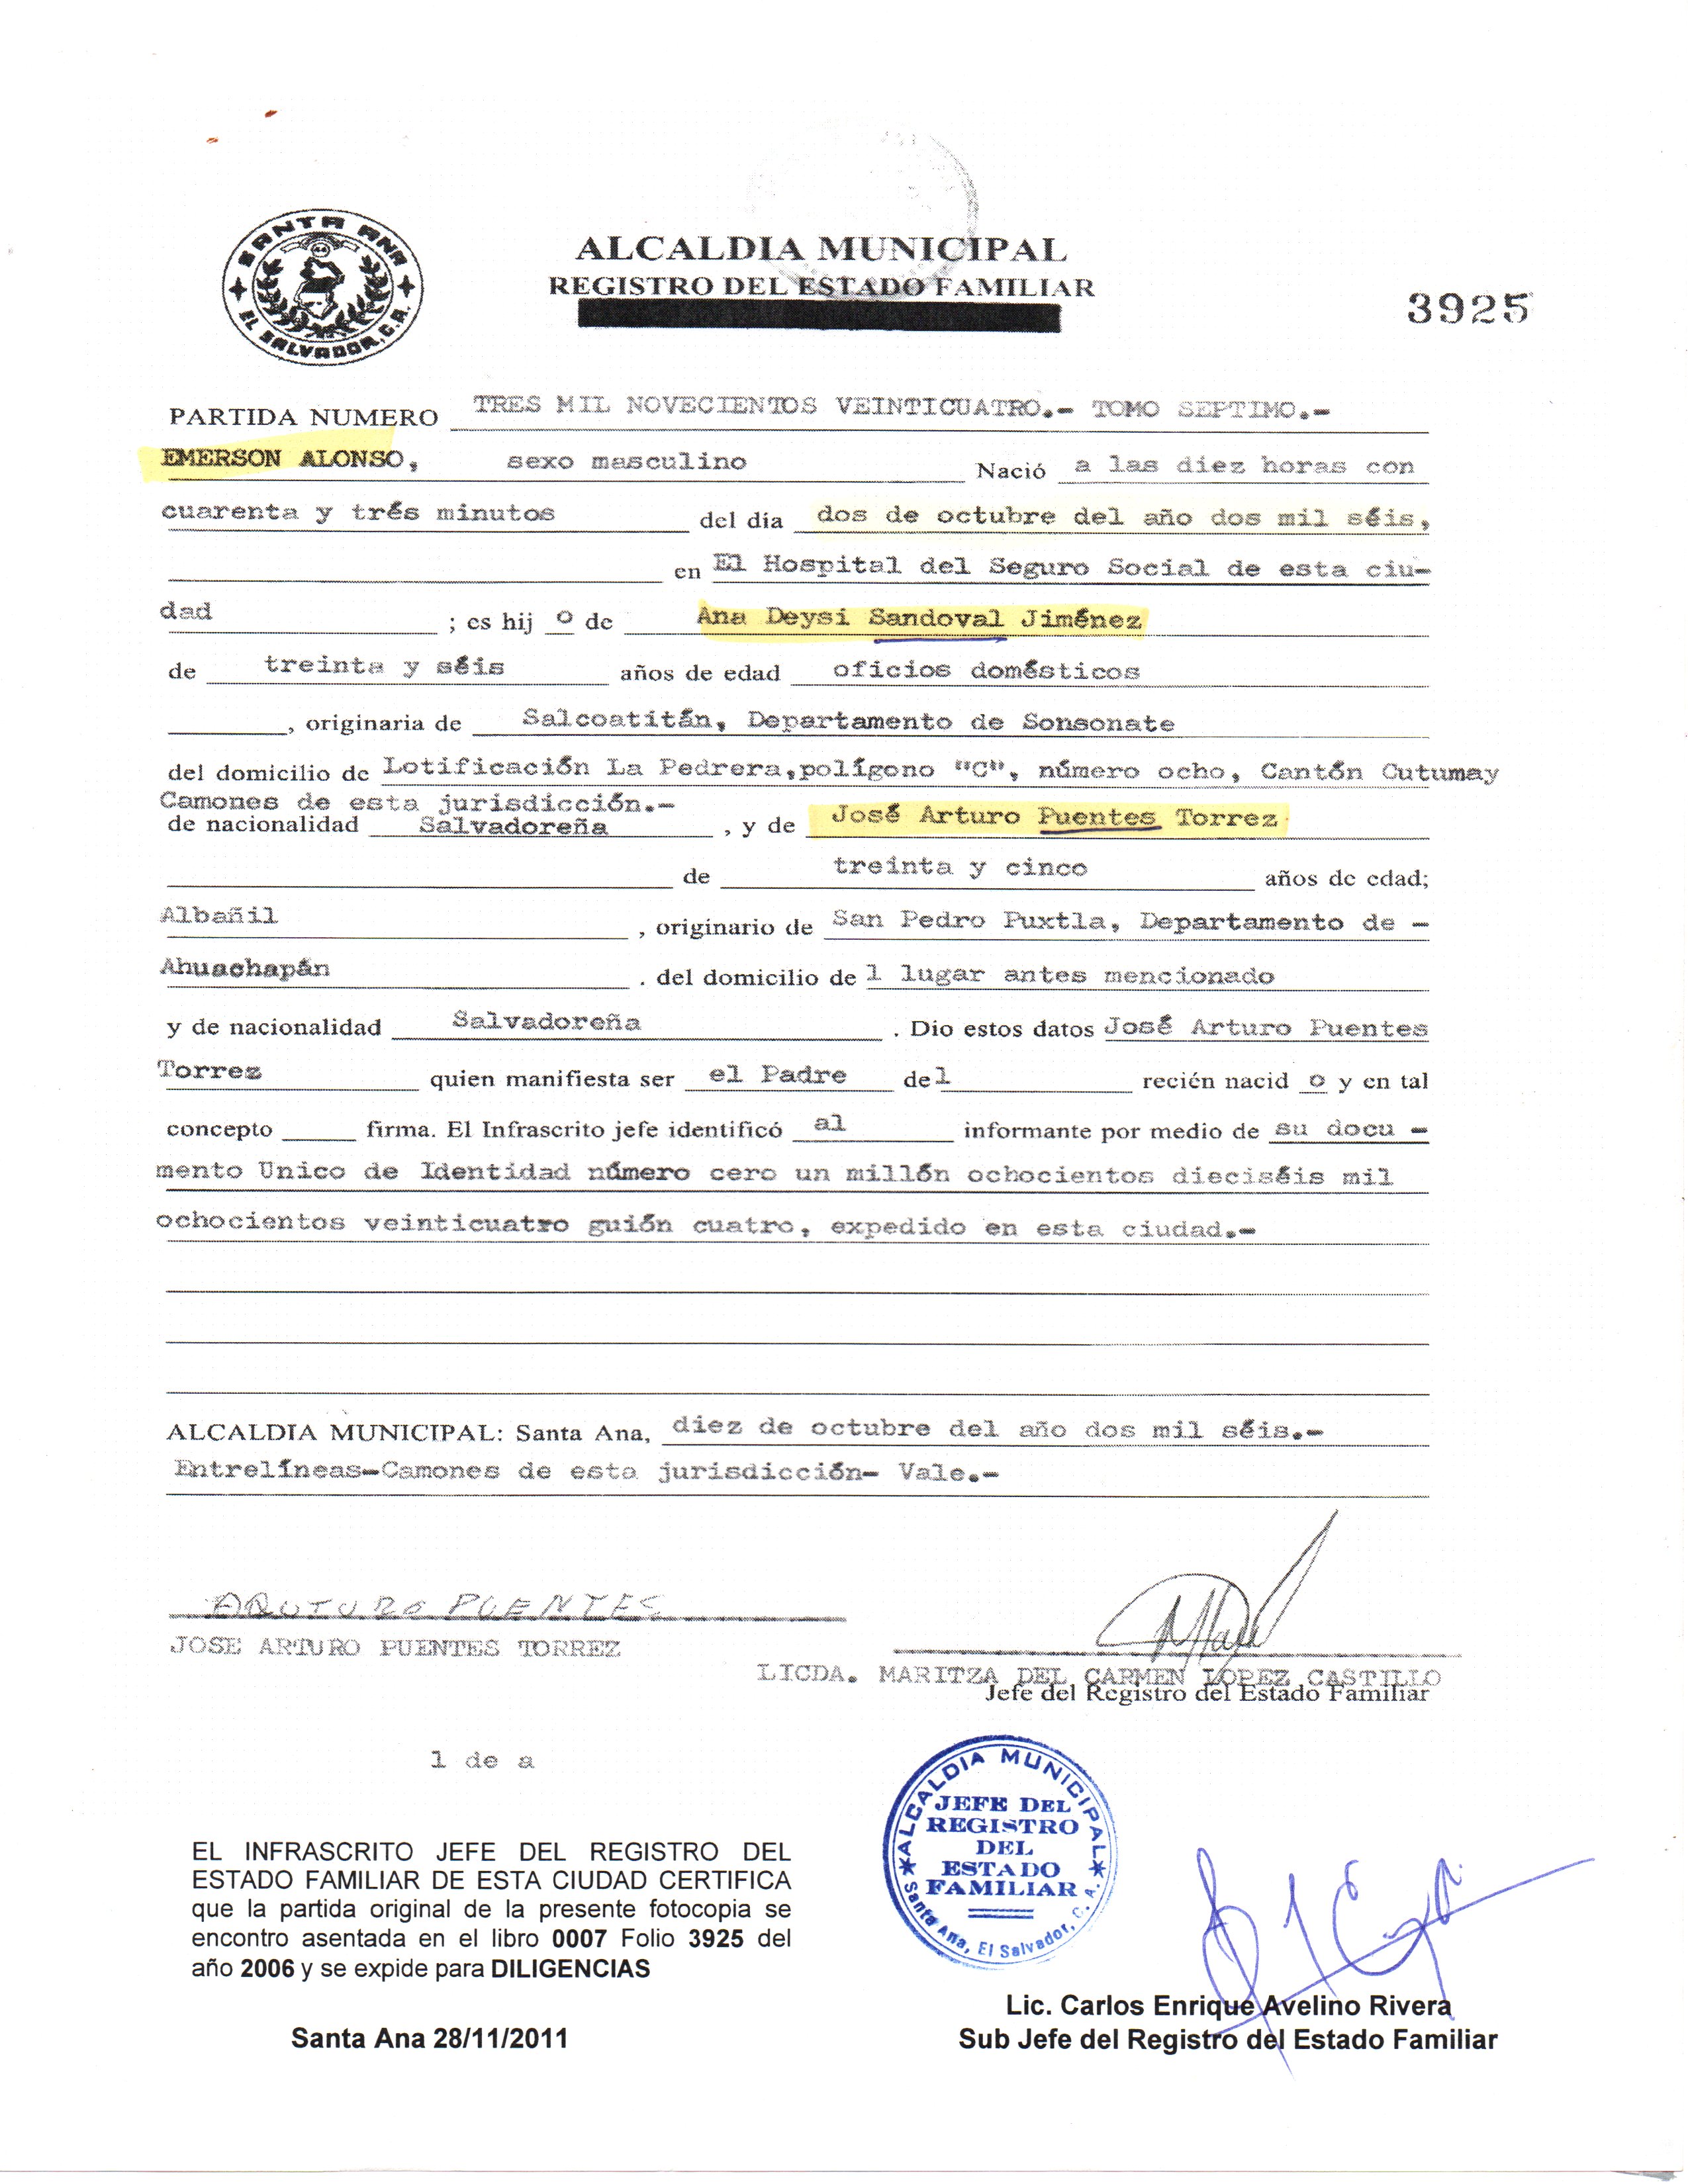 SANTA ANA
EL SALVADOR, C.A.
ALCALDIA MUNICIPAL
REGISTRO DEL ESTADO FAMILIAR
3925
PARTIDA NUMERO TRES MIL NOVECIENTOS VEINTICUATRO.- TOMO SEPTIMO.-
EMERSON ALONSO, sexo masculino Nació a las diez horas con
cuarenta y trés minutos del día dos de octubre del año dos mil séis,
en El Hospital del Seguro Social de esta ciu-
dad ; es hij o de Ana Deysi Sandoval Jiménez
de treinta y séis años de edad oficios domésticos
, originaria de Salcoatitán, Departamento de Sonsonate
del domicilio de Lotificación La Pedrera,polígono "C", número ocho, Cantón Cutumay
Camones de esta jurisdicción.-
de nacionalidad Salvadoreña , y de José Arturo Puentes Torrez
de treinta y cinco años de edad;
Albañil , originario de San Pedro Puxtla, Departamento de -
Ahuachapán . del domicilio de l lugar antes mencionado
y de nacionalidad Salvadoreña . Dio estos datos José Arturo Puentes
Torrez quien manifiesta ser el Padre del recién nacid o y en tal
concepto firma. El Infrascrito jefe identificó al informante por medio de su docu -
mento Unico de Identidad número cero un millón ochocientos dieciséis mil
ochocientos veinticuatro guión cuatro, expedido en esta ciudad.-
ALCALDIA MUNICIPAL: Santa Ana, diez de octubre del año dos mil séis.-
Entrelíneas-Camones de esta jurisdicción- Vale.-
ARUTURO PUENTES
JOSE ARTURO PUENTES TORREZ
LICDA. MARITZA DEL CARMEN LOPEZ CASTILLO
Jefe del Registro del Estado Familiar
1 de a
ALCALDIA MUNICIPAL
JEFE DEL
REGISTRO
DEL
ESTADO
FAMILIAR
Santa Ana, El Salvador, C. A.
EL INFRASCRITO JEFE DEL REGISTRO DEL
ESTADO FAMILIAR DE ESTA CIUDAD CERTIFICA
que la partida original de la presente fotocopia se
encontro asentada en el libro 0007 Folio 3925 del
año 2006 y se expide para DILIGENCIAS
Santa Ana 28/11/2011
Lic. Carlos Enrique Avelino Rivera
Sub Jefe del Registro del Estado Familiar